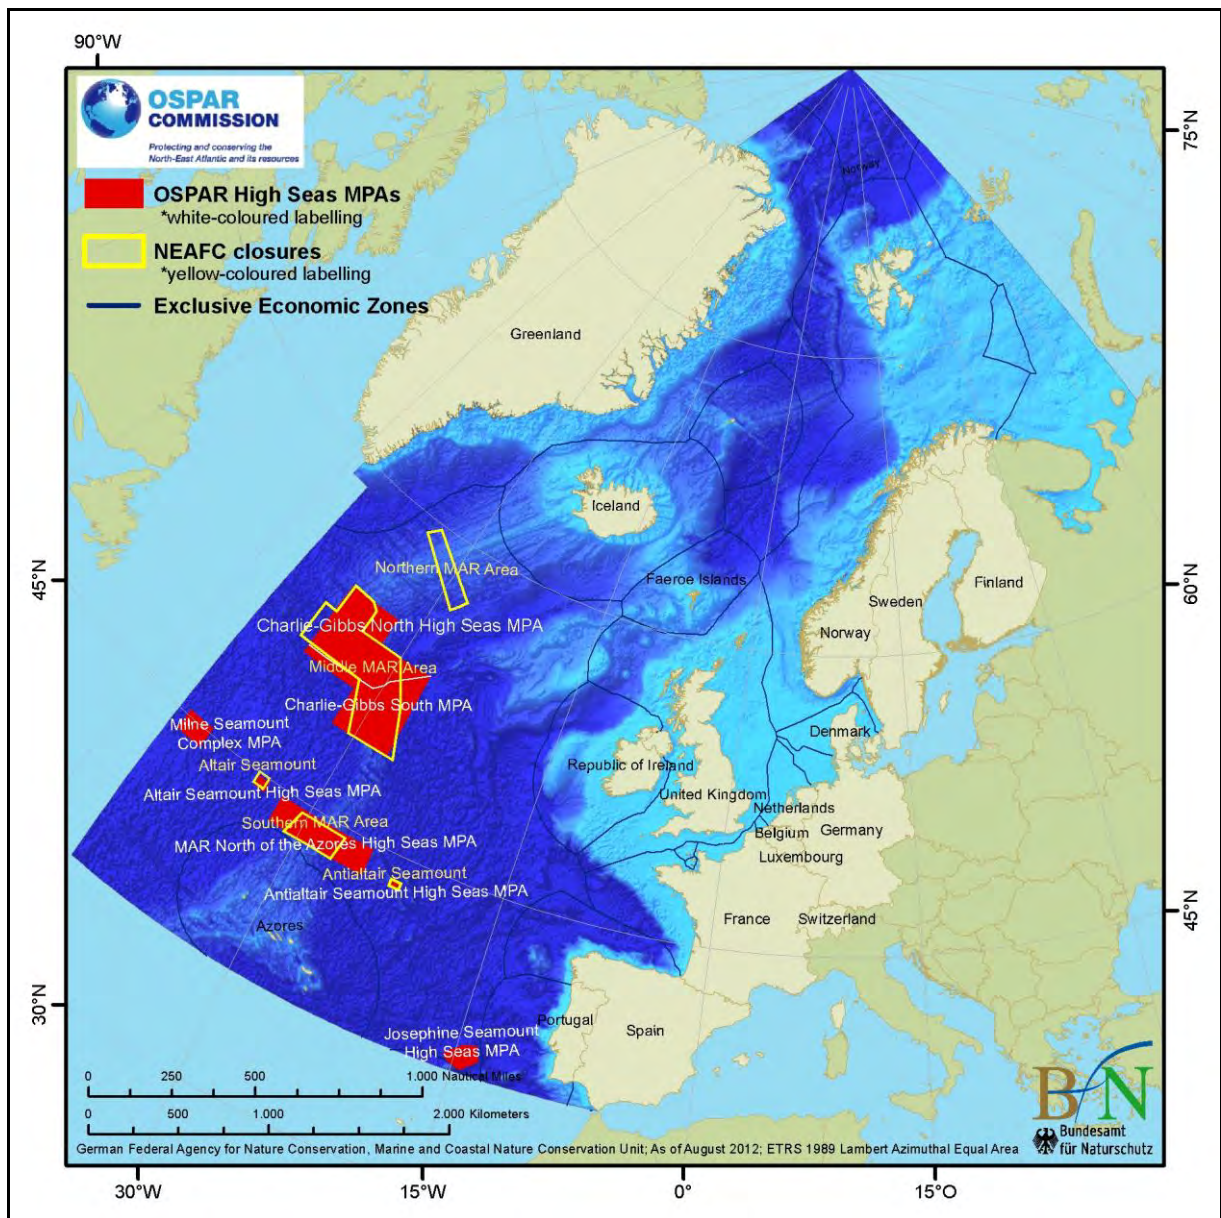 90°W
OSPAR
COMMISSION
Protecting and conserving the
North-East Atlantic and its resources
OSPAR High Seas MPAs
*white-coloured labelling
NEAFC closures
*yellow-coloured labelling
Exclusive Economic Zones
75°N
Norway
Greenland
Iceland
Northern MAR Area
Faeroe Islands
Finland
Sweden
Norway
45°N
60°N
Charlie-Gibbs North High Seas MPA
Middle MAR Area
Charlie-Gibbs South MPA
Milne Seamount
Complex MPA
Denmark
Altair Seamount
Republic of Ireland
Altair Seamount High Seas MPA
United Kingdom
Netherlands
Southern MAR Area
Belgium
Germany
MAR North of the Azores High Seas MPA
Luxembourg
Antialtair Seamount
Antialtair Seamount High Seas MPA
Azores
France
Switzerland
45°N
30°N
Portugal
Spain
Josephine Seamount
High Seas MPA
0 250 500 1.000 Nautical Miles
0 500 1.000 2.000 Kilometers
BfN
Bundesamt
für Naturschutz
German Federal Agency for Nature Conservation, Marine and Coastal Nature Conservation Unit; As of August 2012; ETRS 1989 Lambert Azimuthal Equal Area
30°W
15°W
0°
15°O